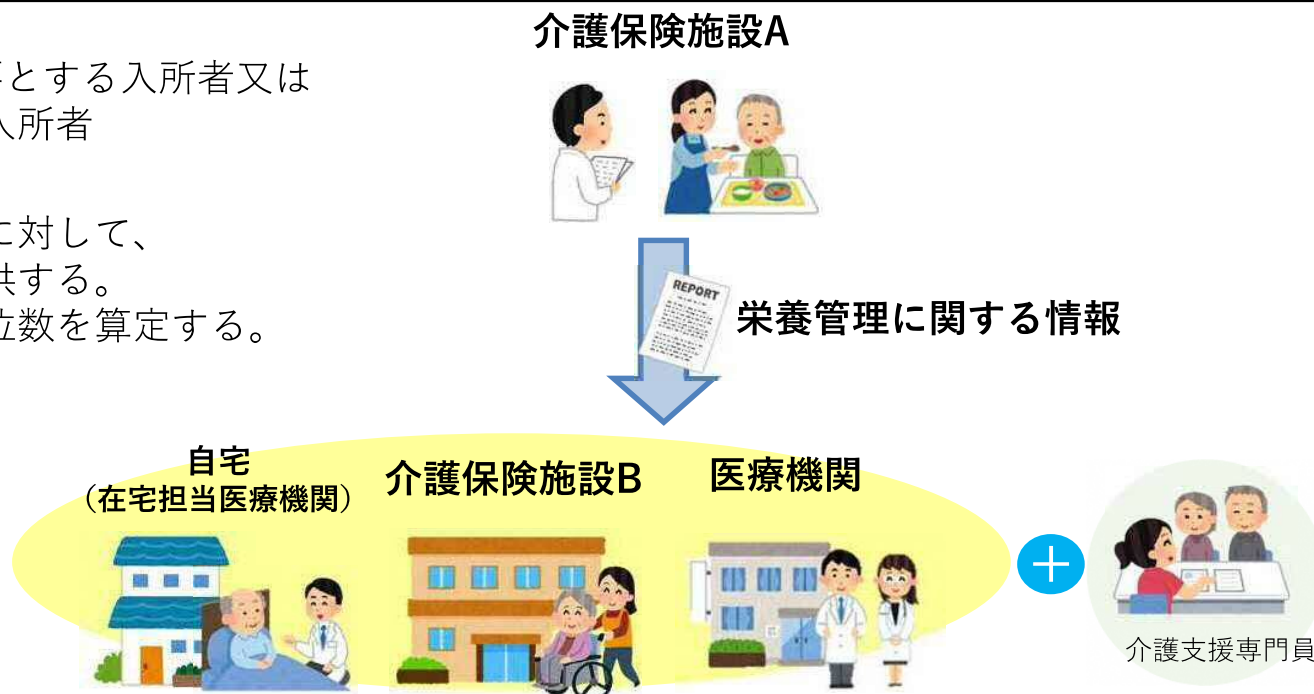 介護保険施設A
とする入所者又は
入所者
に対して、
供する。
位数を算定する。
REPORT
栄養管理に関する情報
自宅
（在宅担当医療機関）
介護保険施設B
医療機関
＋
介護支援専門員